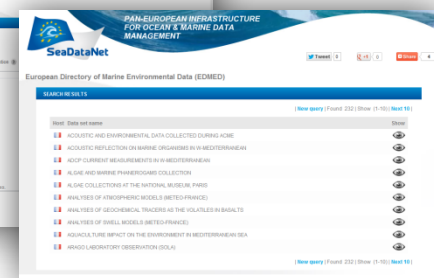 PAN-EUROPEAN INFRASTRUCTURE
FOR OCEAN & MARINE DATA
MANAGEMENT
SeaDataNet
Tweet 0
+1 0
Share 4
European Directory of Marine Environmental Data (EDMED)
SEARCH RESULTS
| New query | Found 232 | Show (1-10) | Next 10 |
Html Data set name Show
ACOUSTIC AND ENVIRONMENTAL DATA COLLECTED DURING ACME
ACOUSTIC REFLECTION ON MARINE ORGANISMS IN W-MEDITERRANEAN
ADCP CURRENT MEASUREMENTS IN W-MEDITERRANEAN
ALGAE AND MARINE PHANEROGAMS COLLECTION
ALGAE COLLECTIONS AT THE NATIONAL MUSEUM, PARIS
ANALYSES OF ATMOSPHERIC MODELS (METEO-FRANCE)
ANALYSES OF GEOCHEMICAL TRACERS AS THE VOLATILES IN BASALTS
ANALYSES OF SWELL MODELS (METEO-FRANCE)
AQUACULTURE IMPACT ON THE ENVIRONMENT IN MEDITERRANEAN SEA
ARAGO LABORATORY OBSERVATION (SOLA)
| New query | Found 232 | Show (1-10) | Next 10 |